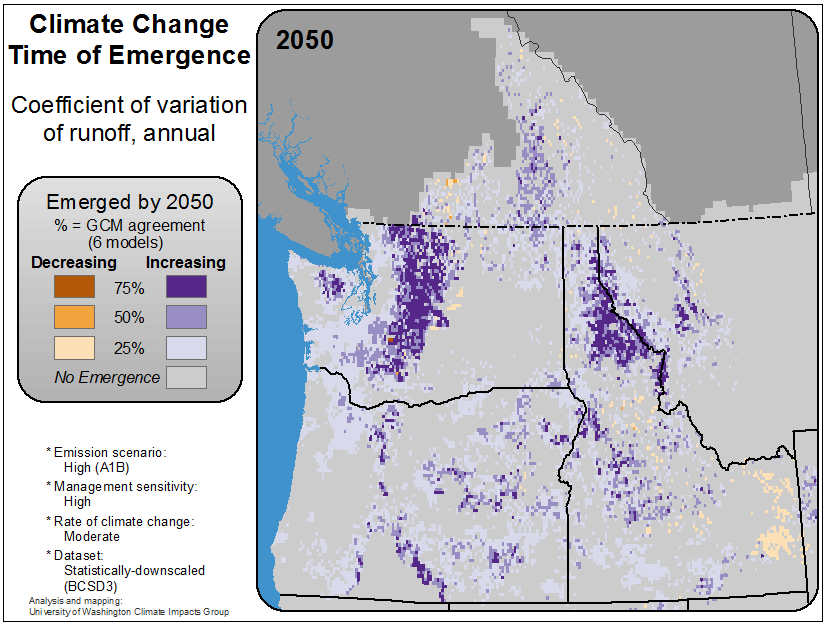 Climate Change
Time of Emergence
Coefficient of variation
of runoff, annual
Emerged by 2050
% = GCM agreement
(6 models)
Decreasing Increasing
75%
50%
25%
No Emergence
* Emission scenario:
High (A1B)
* Management sensitivity:
High
* Rate of climate change:
Moderate
* Dataset:
Statistically-downscaled
(BCSD3)
Analysis and mapping:
University of Washington Climate Impacts Group
2050